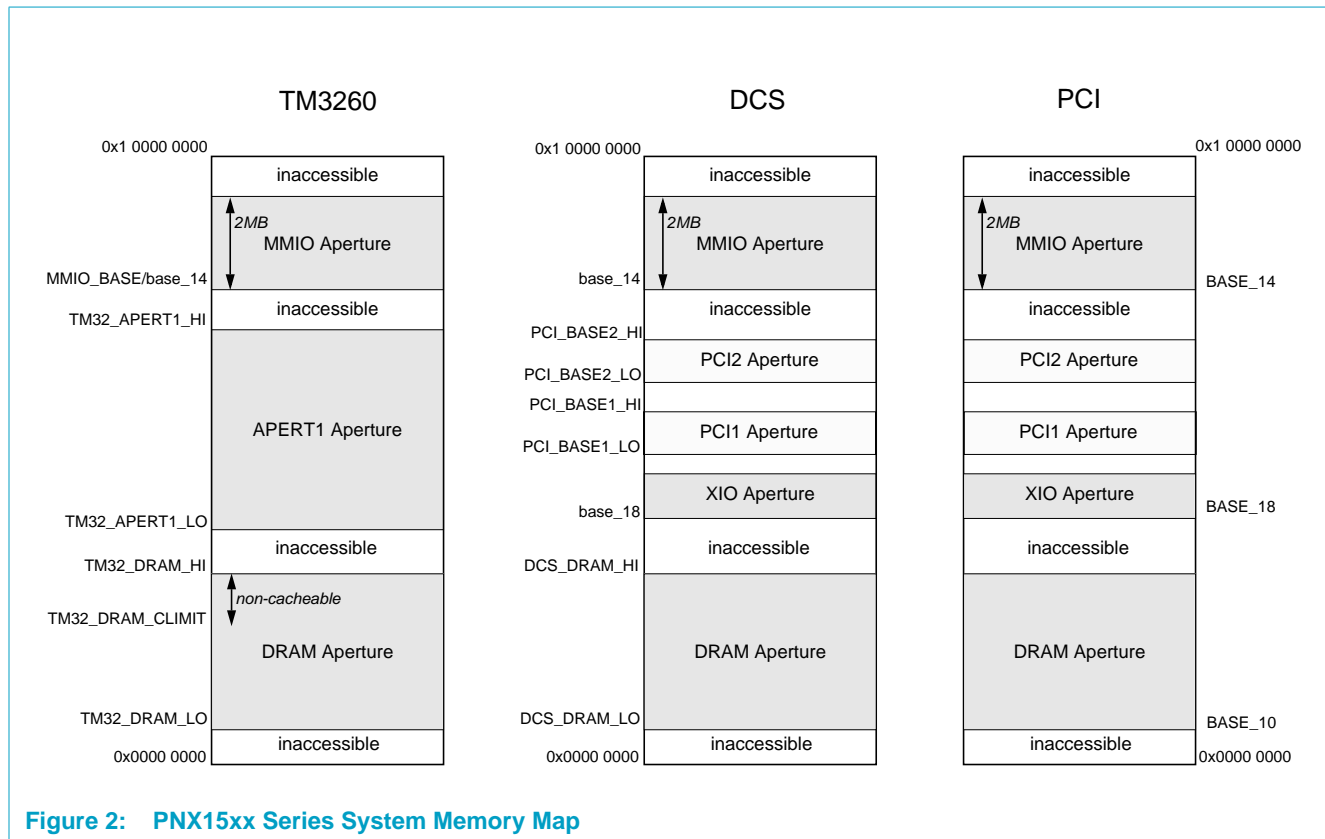 TM3260
0x1 0000 0000
inaccessible
2MB
MMIO Aperture
MMIO_BASE/base_14
inaccessible
TM32_APERT1_HI
APERT1 Aperture
TM32_APERT1_LO
inaccessible
TM32_DRAM_HI
non-cacheable
TM32_DRAM_CLIMIT
DRAM Aperture
TM32_DRAM_LO
inaccessible
0x0000 0000
DCS
0x1 0000 0000
inaccessible
2MB
MMIO Aperture
base_14
inaccessible
PCI_BASE2_HI
PCI2 Aperture
PCI_BASE2_LO
PCI_BASE1_HI
PCI1 Aperture
PCI_BASE1_LO
XIO Aperture
base_18
inaccessible
DCS_DRAM_HI
DRAM Aperture
DCS_DRAM_LO
inaccessible
0x0000 0000
PCI
0x1 0000 0000
inaccessible
2MB
MMIO Aperture
BASE_14
inaccessible
PCI2 Aperture
PCI1 Aperture
XIO Aperture
BASE_18
inaccessible
DRAM Aperture
BASE_10
inaccessible
0x0000 0000
Figure 2: PNX15xx Series System Memory Map